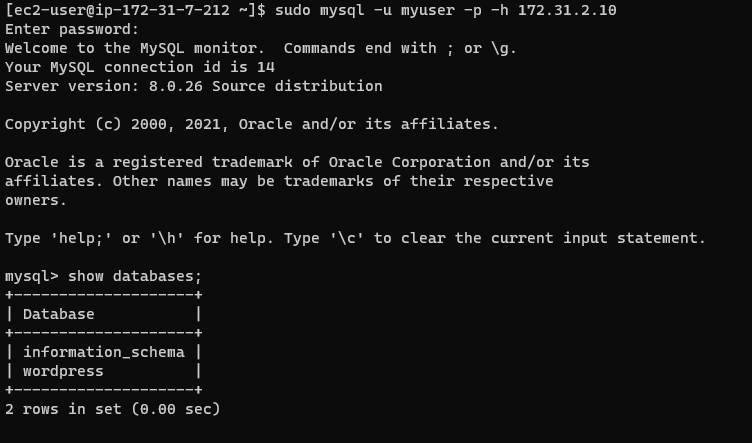 [ec2-user@ip-172-31-7-212 ~]$ sudo mysql -u myuser -p -h 172.31.2.10
Enter password:
Welcome to the MySQL monitor.  Commands end with ; or \g.
Your MySQL connection id is 14
Server version: 8.0.26 Source distribution

Copyright (c) 2000, 2021, Oracle and/or its affiliates.

Oracle is a registered trademark of Oracle Corporation and/or its
affiliates. Other names may be trademarks of their respective
owners.

Type 'help;' or '\h' for help. Type '\c' to clear the current input statement.

mysql> show databases;
+--------------------+
| Database           |
+--------------------+
| information_schema |
| wordpress          |
+--------------------+
2 rows in set (0.00 sec)